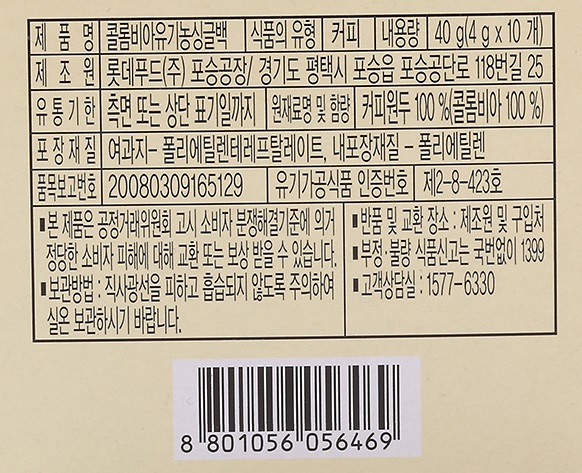 제 품 명 콜롬비아유기농싱글백 식품의 유형 커피 내용량 40 g(4 g x 10 개)
제 조 원 롯데푸드(주) 포승공장/ 경기도 평택시 포승읍 포승공단로 118번길 25
유 통 기 한 측면 또는 상단 표기일까지 원재료명 및 함량 커피원두 100 %(콜롬비아 100 %)
포 장 재 질 여과지- 폴리에틸렌테레프탈레이트, 내포장재질 - 폴리에틸렌
품목보고번호 20080309165129 유기가공식품 인증번호 제2-8-423호
■본 제품은 공정거래위원회 고시 소비자 분쟁해결기준에 의거
정당한 소비자 피해에 대해 교환 또는 보상 받을 수 있습니다.
■보관방법 : 직사광선을 피하고 흡습되지 않도록 주의하여
실온 보관하시기 바랍니다.
■반품 및 교환 장소 : 제조원 및 구입처
■부정·불량 식품신고는 국번없이 1399
■고객상담실 : 1577-6330
8 801056 056469